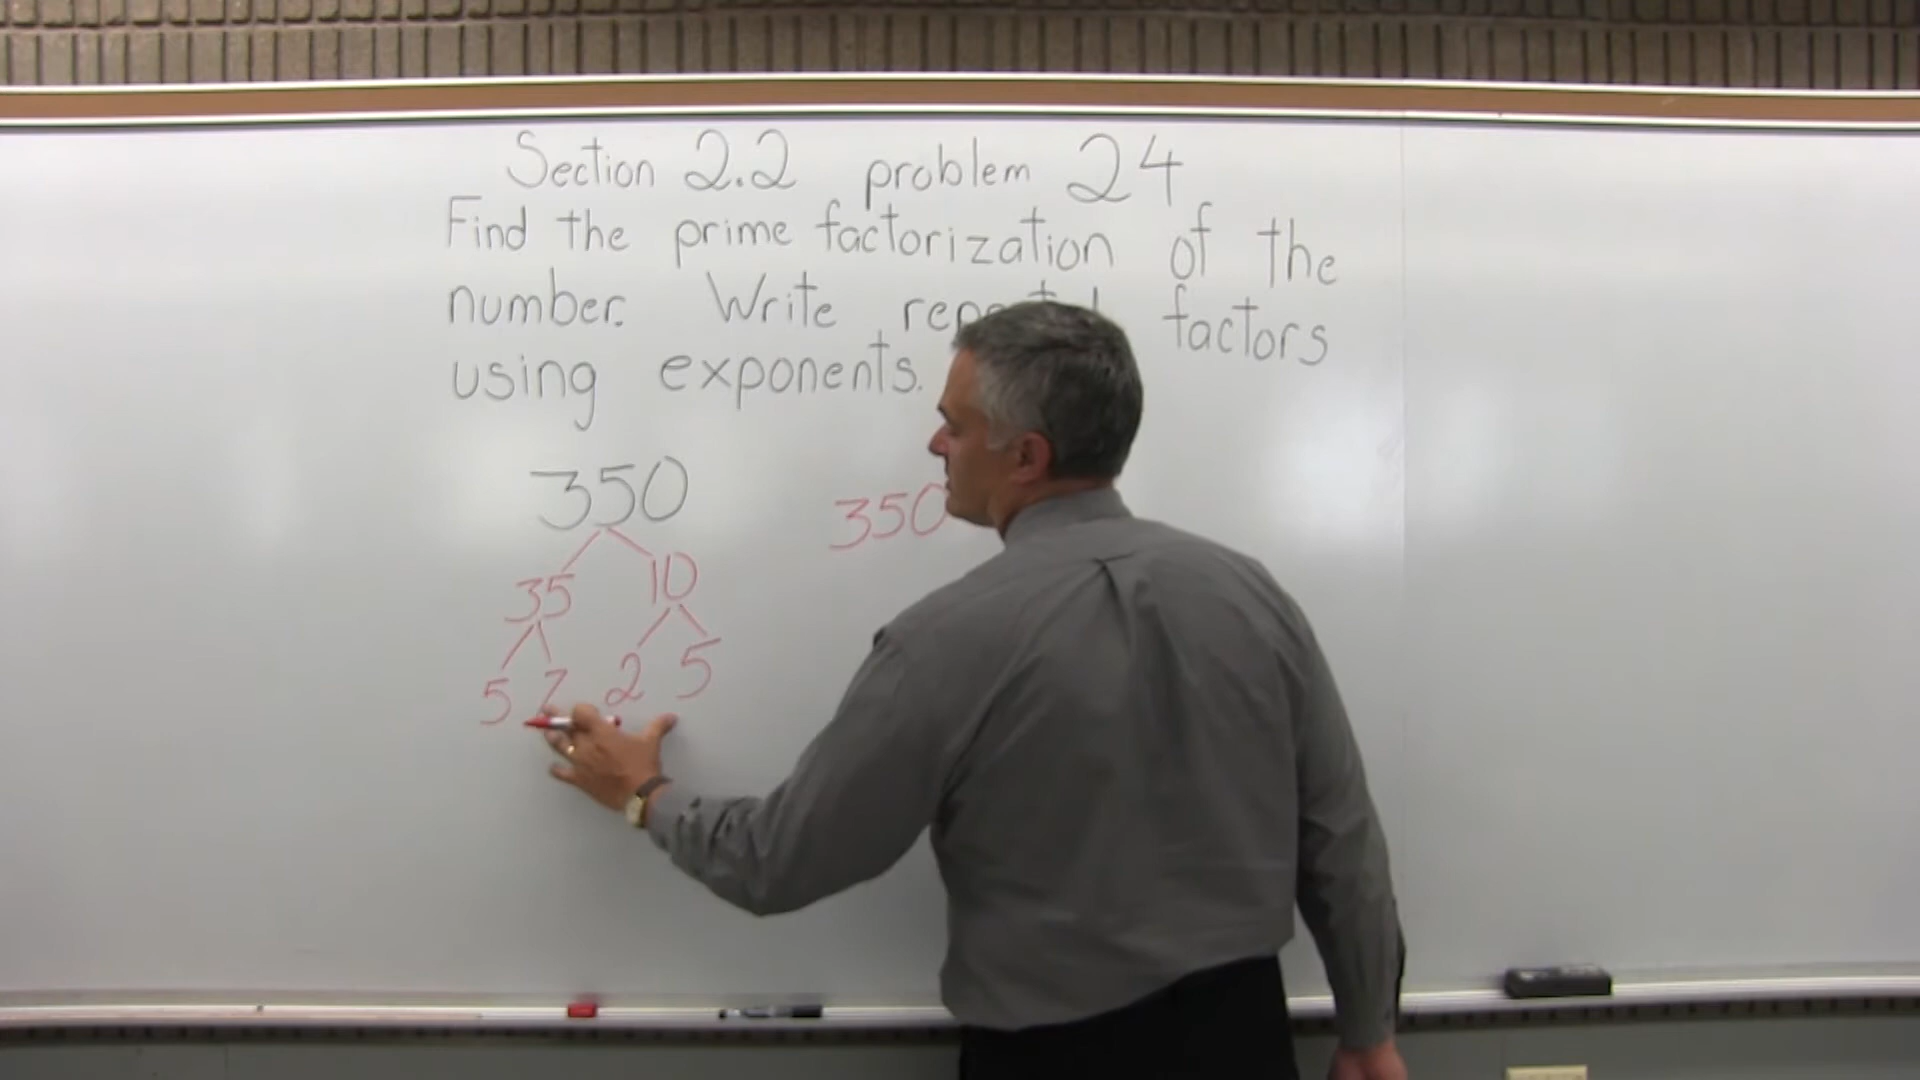 Section 2.2 problem 24
Find the prime factorization of the
number. Write factors
using exponents.
350
350
35 10
5 7 2 5